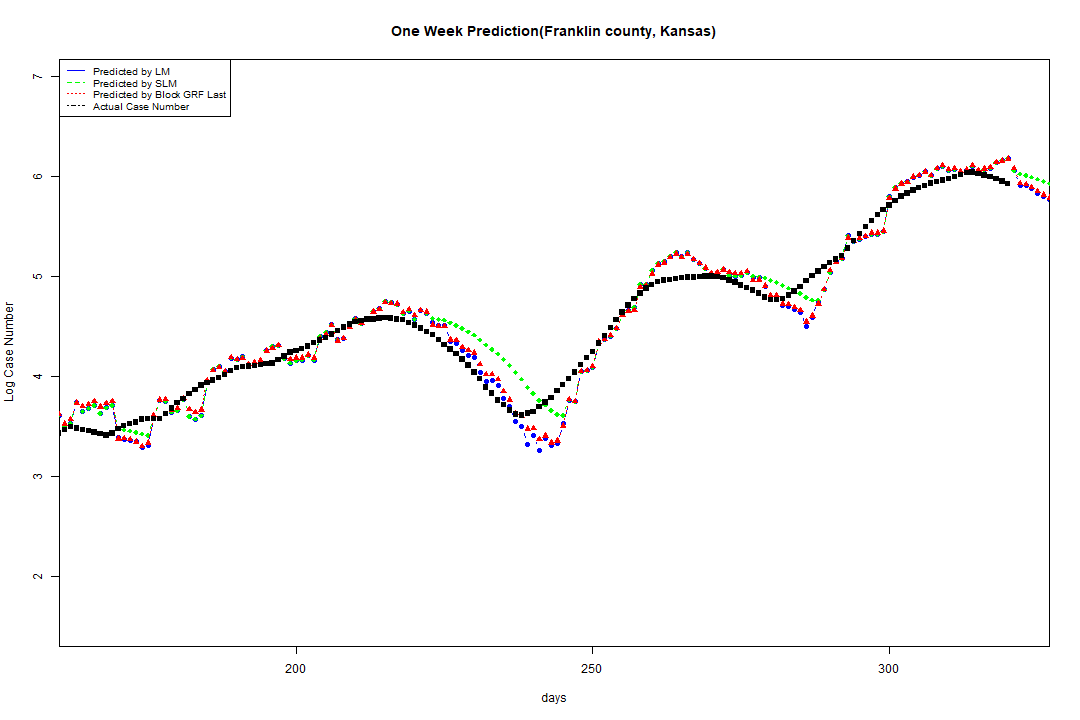 One Week Prediction(Franklin county, Kansas)
Predicted by LM
Predicted by SLM
Predicted by Block GRF Last
Actual Case Number
7
6
5
4
3
2
Log Case Number
200 250 300
days